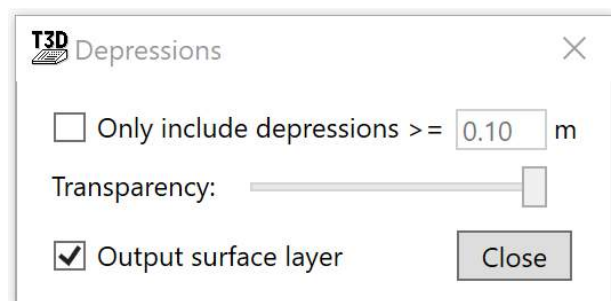 T3D Depressions
Only include depressions >= 0.10 m
Transparency:
Output surface layer Close